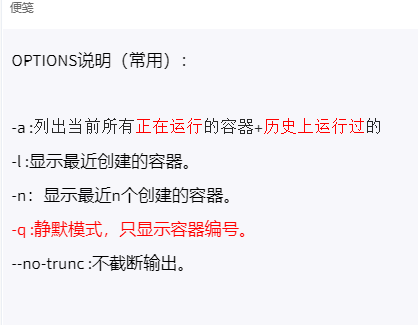 便笺
OPTIONS说明（常用）：
-a :列出当前所有正在运行的容器+历史上运行过的
-l :显示最近创建的容器。
-n：显示最近n个创建的容器。
-q :静默模式，只显示容器编号。
--no-trunc :不截断输出。